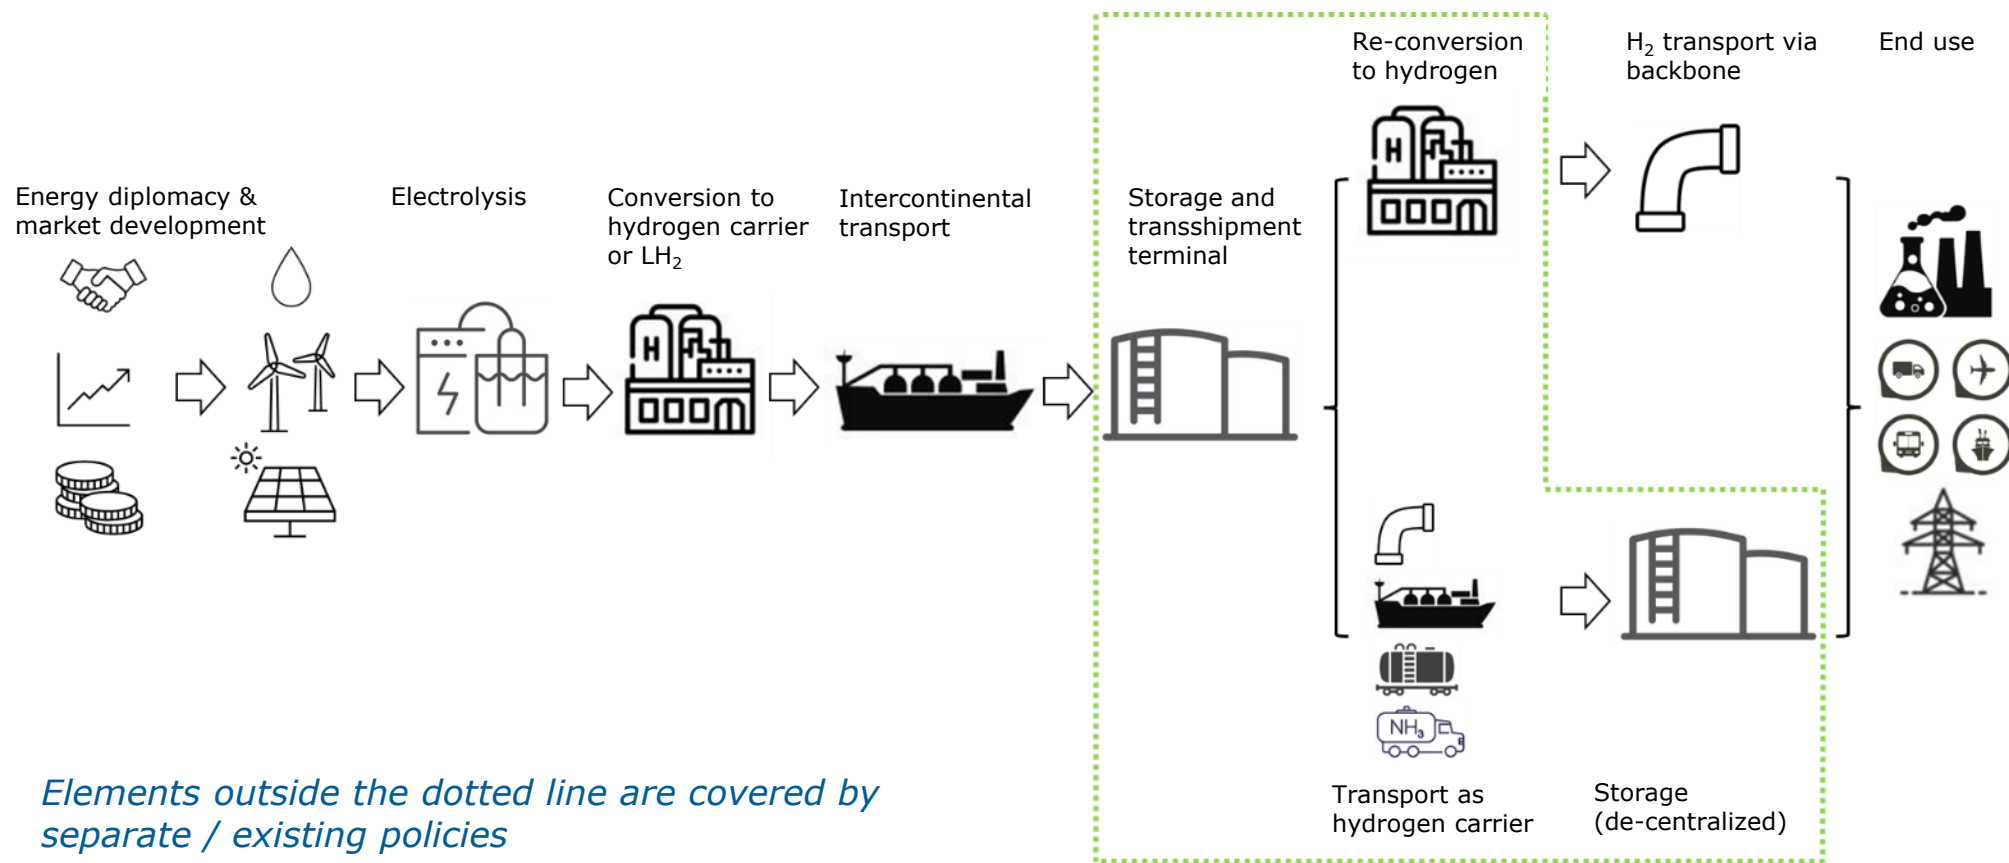 Energy diplomacy &
market development
Electrolysis
Conversion to
hydrogen carrier
or LH₂
Intercontinental
transport
Storage and
transshipment
terminal
Re-conversion
to hydrogen
H₂ transport via
backbone
End use
H
H
NH₃
Transport as
hydrogen carrier
Storage
(de-centralized)
Elements outside the dotted line are covered by
separate / existing policies